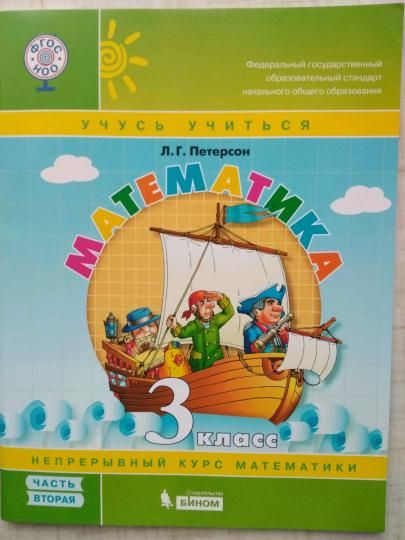 ФГОС
НОО
Федеральный государственный
образовательный стандарт
начального общего образования
УЧУСЬ УЧИТЬСЯ
Л. Г. Петерсон
МАТЕМАТИКА
3 класс
НЕПРЕРЫВНЫЙ КУРС МАТЕМАТИКИ
ЧАСТЬ
ВТОРАЯ
Издательство
БИНОМ